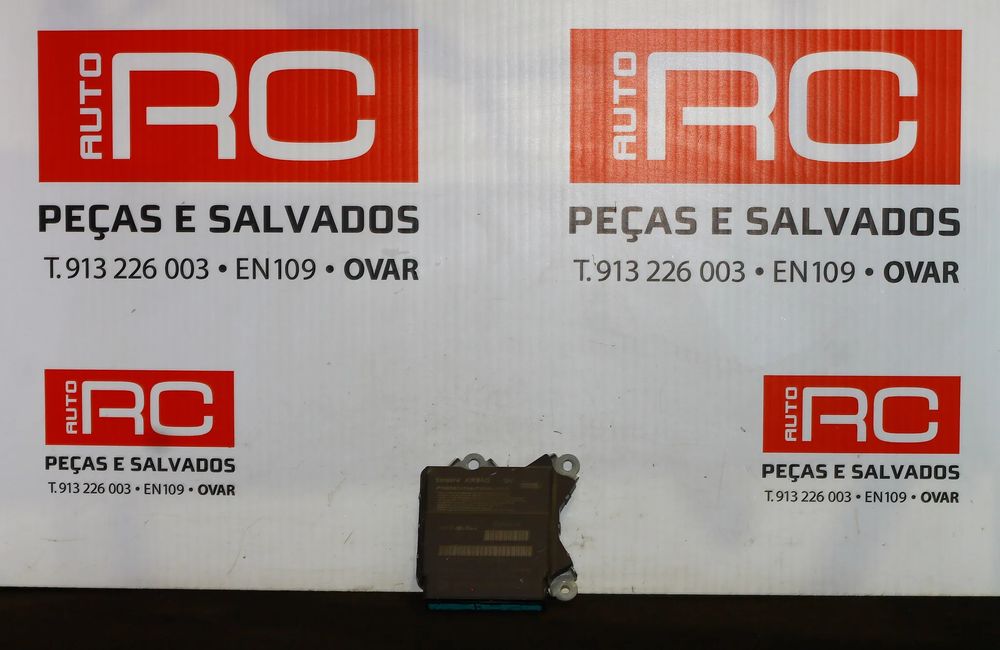 AUTO RC
PEÇAS E SALVADOS
T. 913 226 003 • EN109 • OVAR
AUTO RC
PEÇAS E SALVADOS
T. 913 226 003 • EN109 • OVAR
AUTO RC
PEÇAS E SALVADOS
T. 913 226 003 • EN109 • OVAR
AUTO RC
PEÇAS E SALVADOS
T. 913 226 003 • EN109 • OVAR
AIRBAG